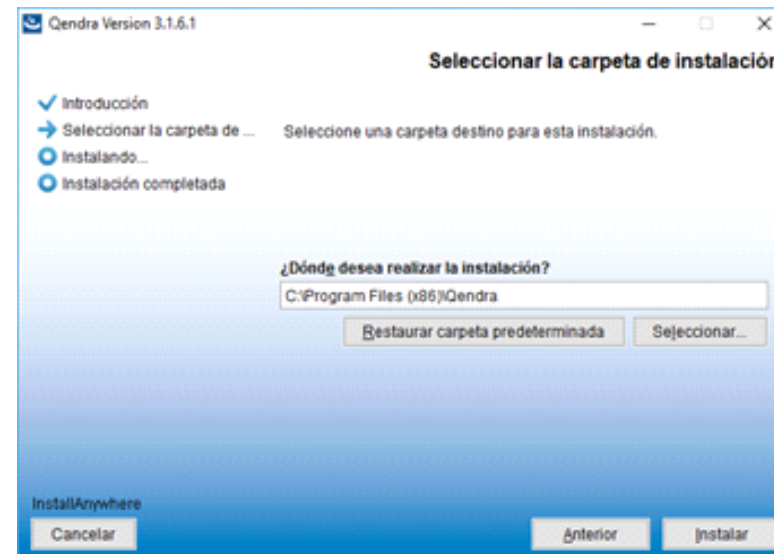 Qendra Version 3.1.6.1
Seleccionar la carpeta de instalación
Introducción
Seleccionar la carpeta de ...
Seleccione una carpeta destino para esta instalación.
Instalando...
Instalación completada
¿Dónde desea realizar la instalación?
C:\Program Files (x86)\Qendra
Restaurar carpeta predeterminada
Seleccionar...
InstallAnywhere
Cancelar
Anterior
Instalar